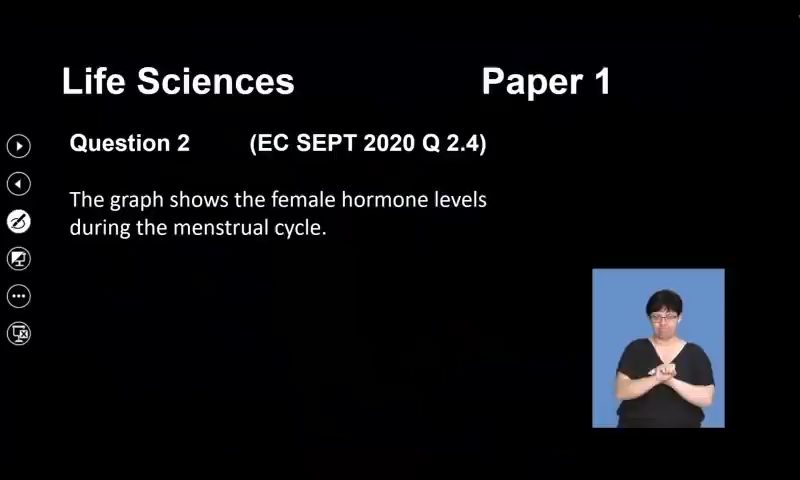 Life Sciences Paper 1
Question 2 (EC SEPT 2020 Q 2.4)
The graph shows the female hormone levels
during the menstrual cycle.